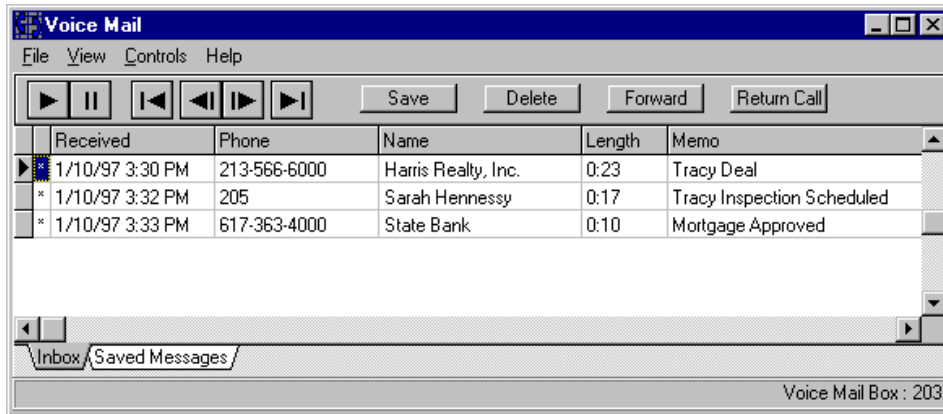 Voice Mail
File View Controls Help
Save Delete Forward Return Call
Received Phone Name Length Memo
* 1/10/97 3:30 PM 213-566-6000 Harris Realty, Inc. 0:23 Tracy Deal
* 1/10/97 3:32 PM 205 Sarah Hennessy 0:17 Tracy Inspection Scheduled
* 1/10/97 3:33 PM 617-363-4000 State Bank 0:10 Mortgage Approved
Inbox Saved Messages
Voice Mail Box : 203